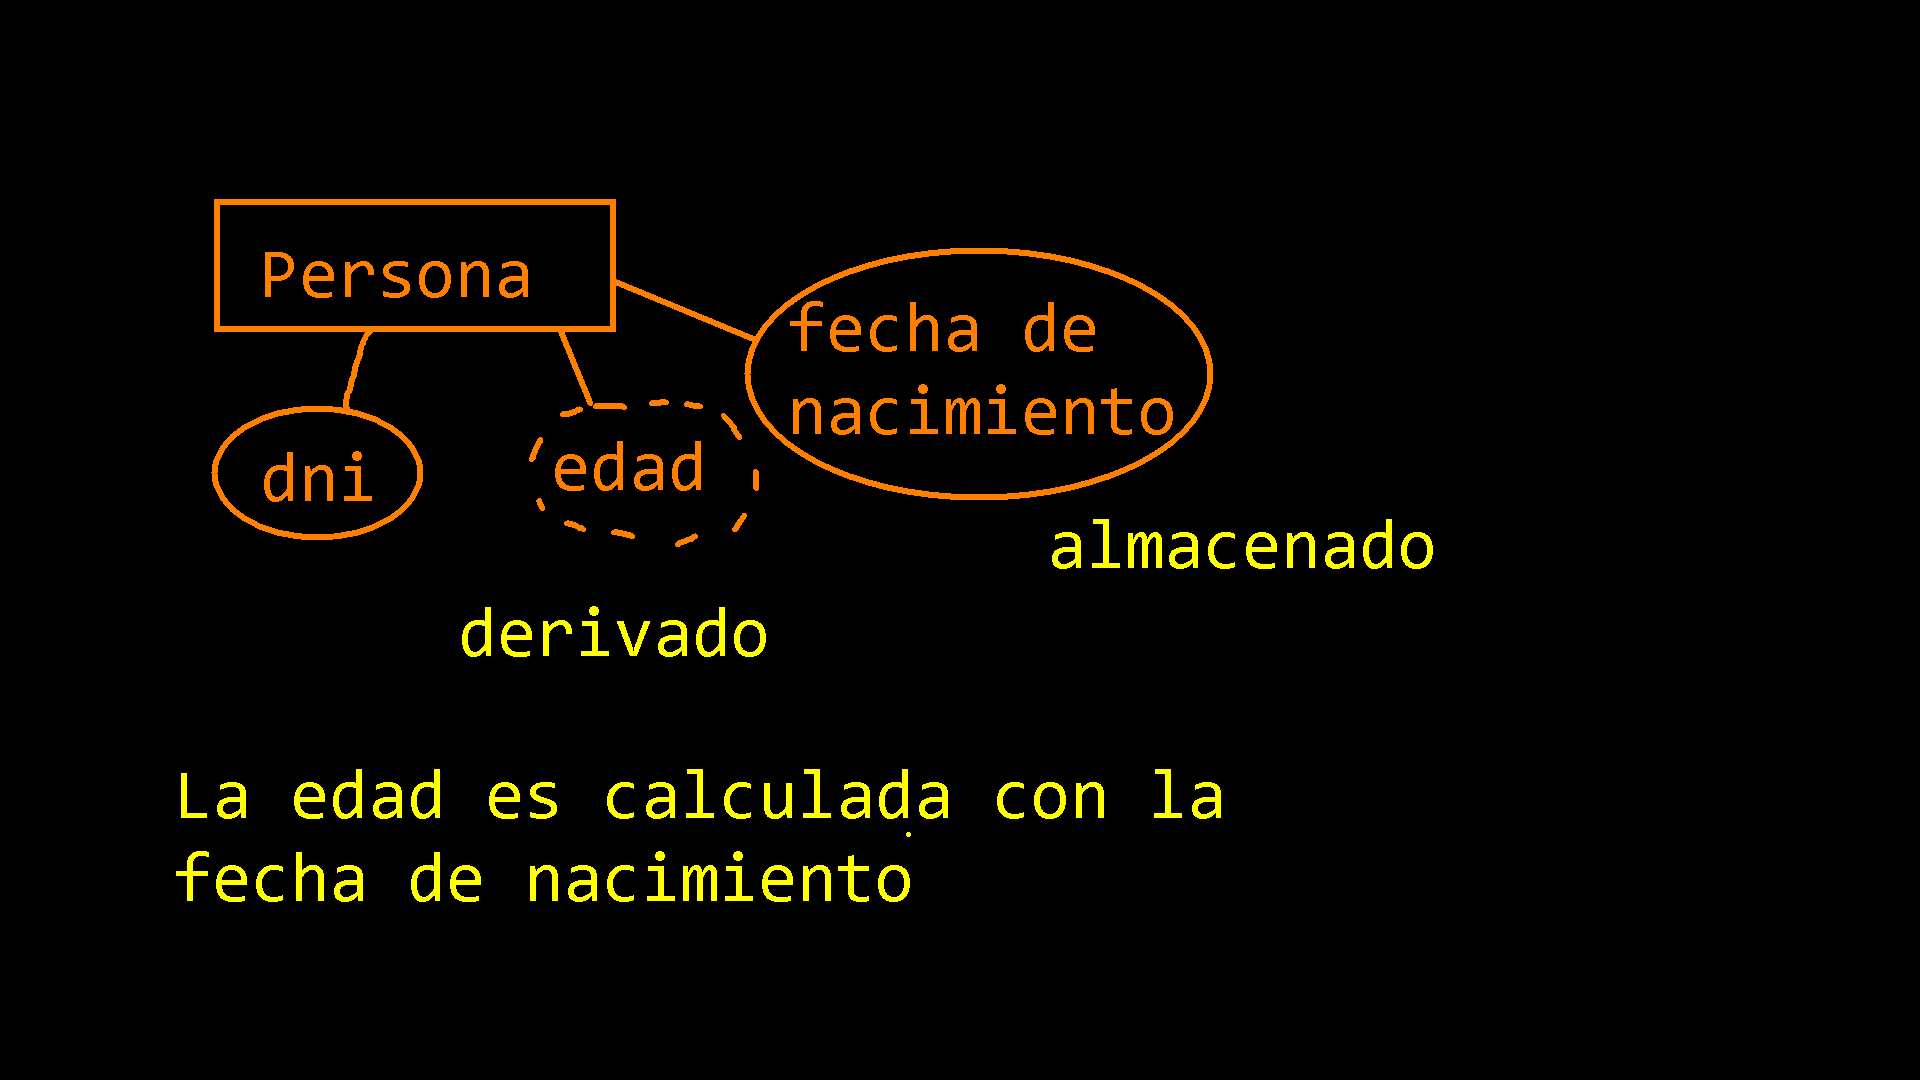 Persona
fecha de
nacimiento
dni
edad
almacenado
derivado
La edad es calculada con la
fecha de nacimiento